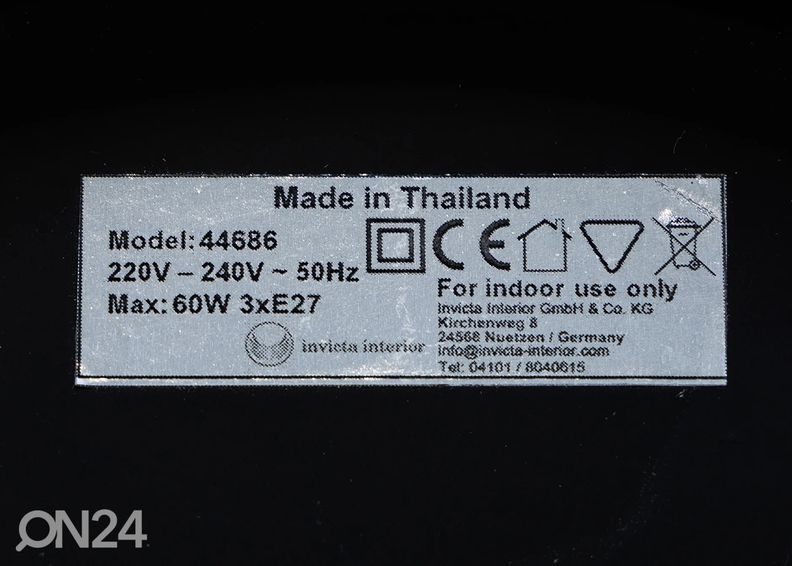 Made in Thailand
Model: 44686
220V – 240V ~ 50Hz
Max: 60W 3xE27
invicta interior
CE
For indoor use only
Invicta Interior GmbH & Co. KG
Kirchenweg 8
24568 Nuetzen / Germany
info@invicta-interior.com
Tel: 04101 / 8040615
ON24